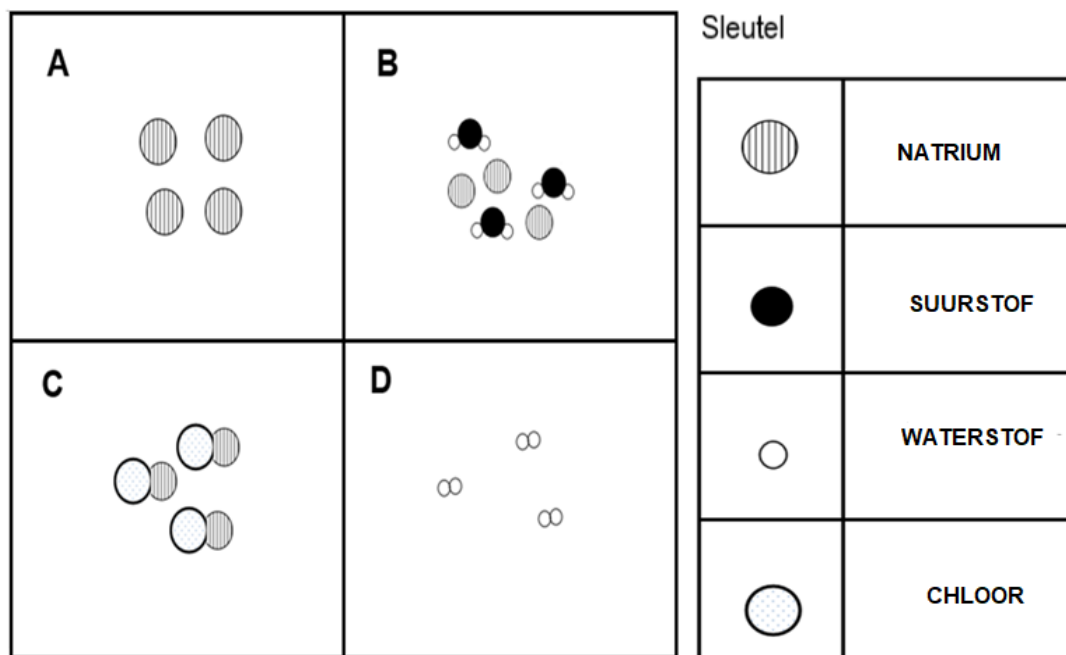 Sleutel
A
B
NATRIUM
SUURSTOF
C
D
WATERSTOF
CHLOOR